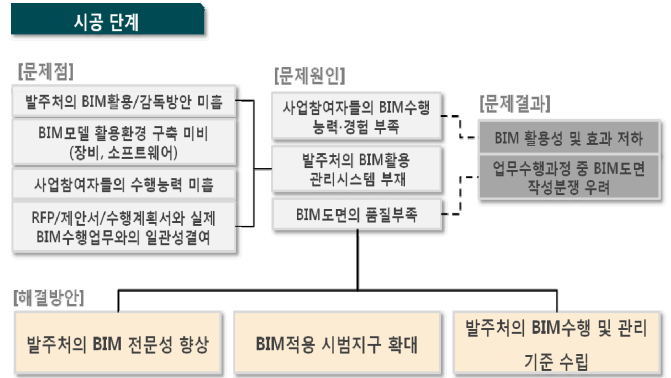 시공 단계
[문제점]
발주처의 BIM활용/감독방안 미흡
BIM모델 활용환경 구축 미비
(장비, 소프트웨어)
사업참여자들의 수행능력 미흡
RFP/제안서/수행계획서와 실제
BIM수행업무와의 일관성결여
[문제원인]
사업참여자들의 BIM수행
능력·경험 부족
발주처의 BIM활용
관리시스템 부재
BIM도면의 품질부족
[문제결과]
BIM 활용성 및 효과 저하
업무수행과정 중 BIM도면
작성분쟁 우려
[해결방안]
발주처의 BIM 전문성 향상
BIM적용 시범지구 확대
발주처의 BIM수행 및 관리
기준 수립